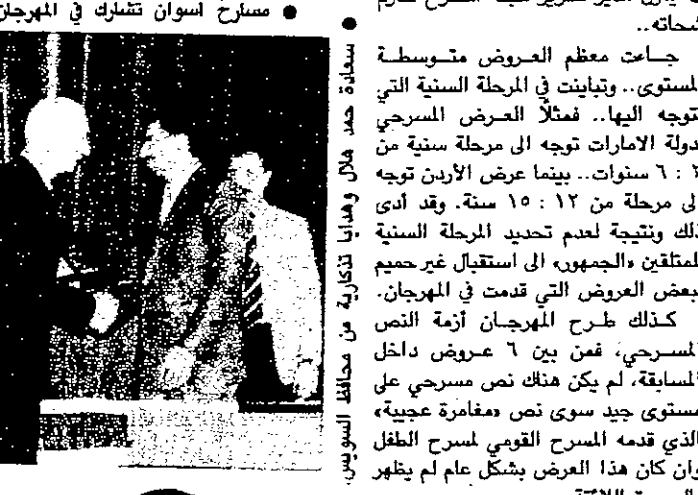 ● مسارح اسوان تشارك في المهرجان
● سعادة حمد هلال وهدايا تذكارية من محافظ السويس.
شحاته..
جاءت معظم العروض متوسطة
المستوى.. وتباينت في المرحلة السنية التي
تتوجه اليها.. فمثلاً العرض المسرحي
لدولة الامارات توجه الى مرحلة سنية من
: ٦ سنوات.. بينما عرض الأردن توجه
الى مرحلة من ١٢ : ١٥ سنة. وقد أدى
ذلك ونتيجة لعدم تحديد المرحلة السنية
للمتلقين «الجمهور» الى استقبال غير حميم
لبعض العروض التي قدمت في المهرجان.
كذلك طرح المهرجان أزمة النص
المسرحي، فمن بين ٦ عروض داخل
المسابقة، لم يكن هناك نص مسرحي على
مستوى جيد سوى نص «مغامرة عجيبة»
الذي قدمه المسرح القومي لمسرح الطفل
وان كان هذا العرض بشكل عام لم يظهر